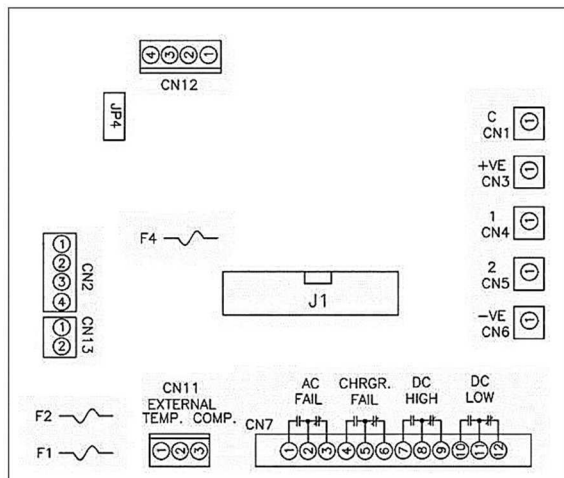 4 3 2 1
CN12
JP4
C
CN1 1
+VE
CN3 1
1
CN4 1
2
CN5 1
-VE
CN6 1
F4
1
2
3
4
CN2
1
2
CN13
J1
F2
F1
CN11
EXTERNAL
TEMP. COMP.
1 2 3
AC
FAIL
CHRGR.
FAIL
DC
HIGH
DC
LOW
CN7
1 2 3 4 5 6 7 8 9 10 11 12